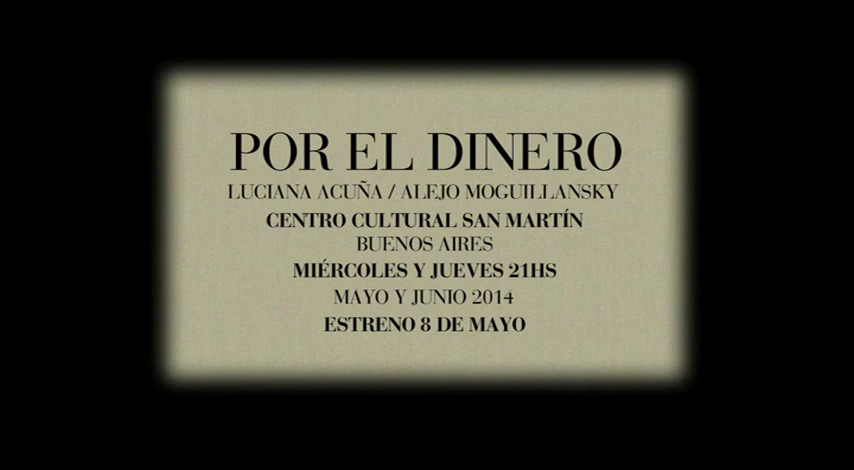 POR EL DINERO
LUCIANA ACUÑA / ALEJO MOGUILLANSKY
CENTRO CULTURAL SAN MARTÍN
BUENOS AIRES
MIÉRCOLES Y JUEVES 21HS
MAYO Y JUNIO 2014
ESTRENO 8 DE MAYO